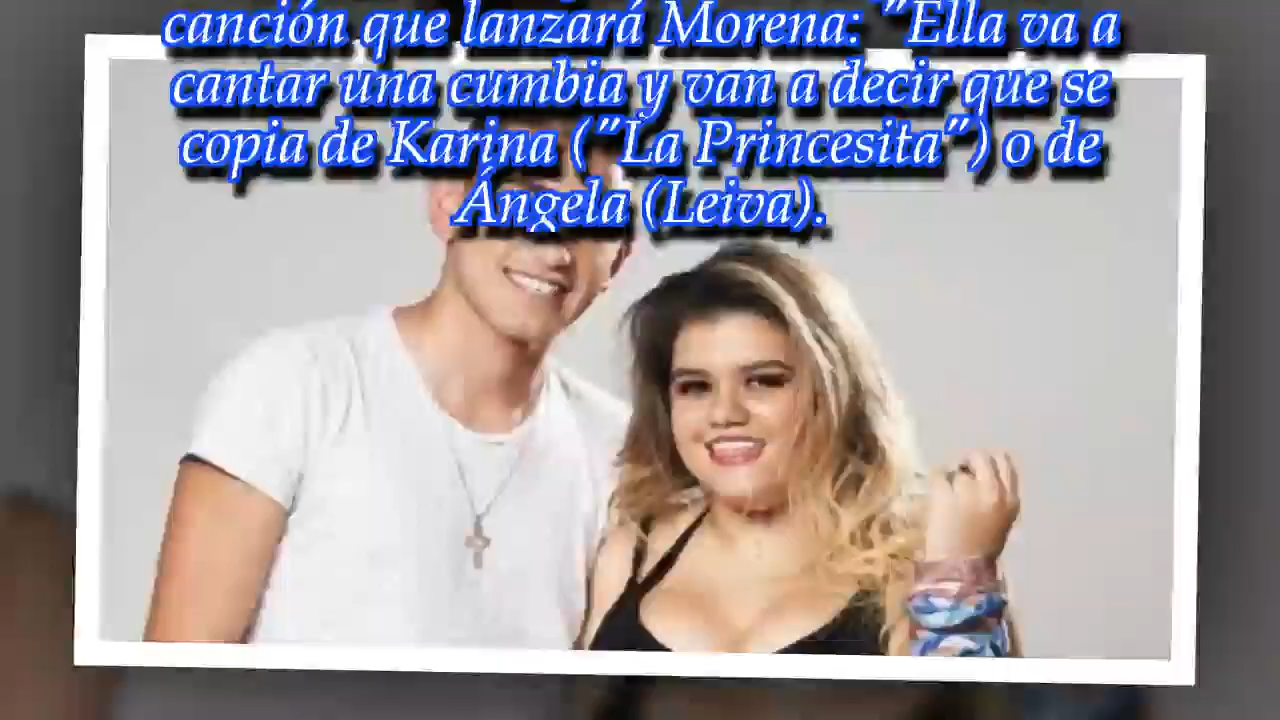 canción que lanzará Morena: "Ella va a
cantar una cumbia y van a decir que se
copia de Karina ("La Princesita") o de
Ángela (Leiva).